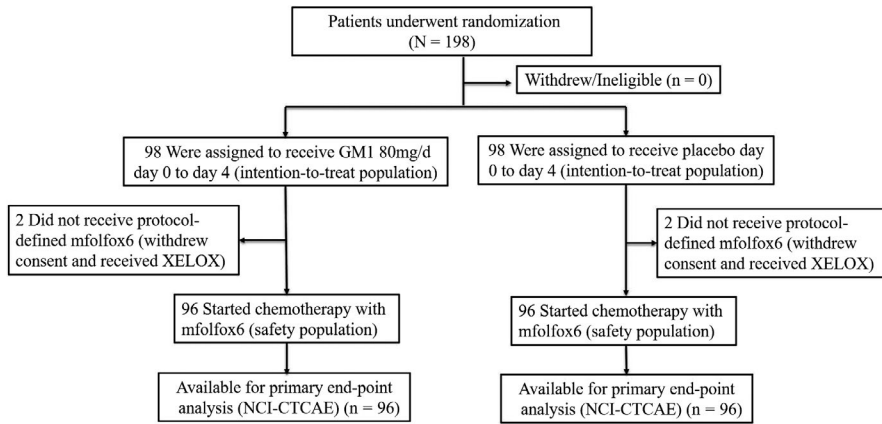 Patients underwent randomization
(N = 198)
Withdrew/Ineligible (n = 0)
98 Were assigned to receive GM1 80mg/d
day 0 to day 4 (intention-to-treat population)
98 Were assigned to receive placebo day
0 to day 4 (intention-to-treat population)
2 Did not receive protocol-
defined mfolfox6 (withdrew
consent and received XELOX)
2 Did not receive protocol-
defined mfolfox6 (withdrew
consent and received XELOX)
96 Started chemotherapy with
mfolfox6 (safety population)
96 Started chemotherapy with
mfolfox6 (safety population)
Available for primary end-point
analysis (NCI-CTCAE) (n = 96)
Available for primary end-point
analysis (NCI-CTCAE) (n = 96)